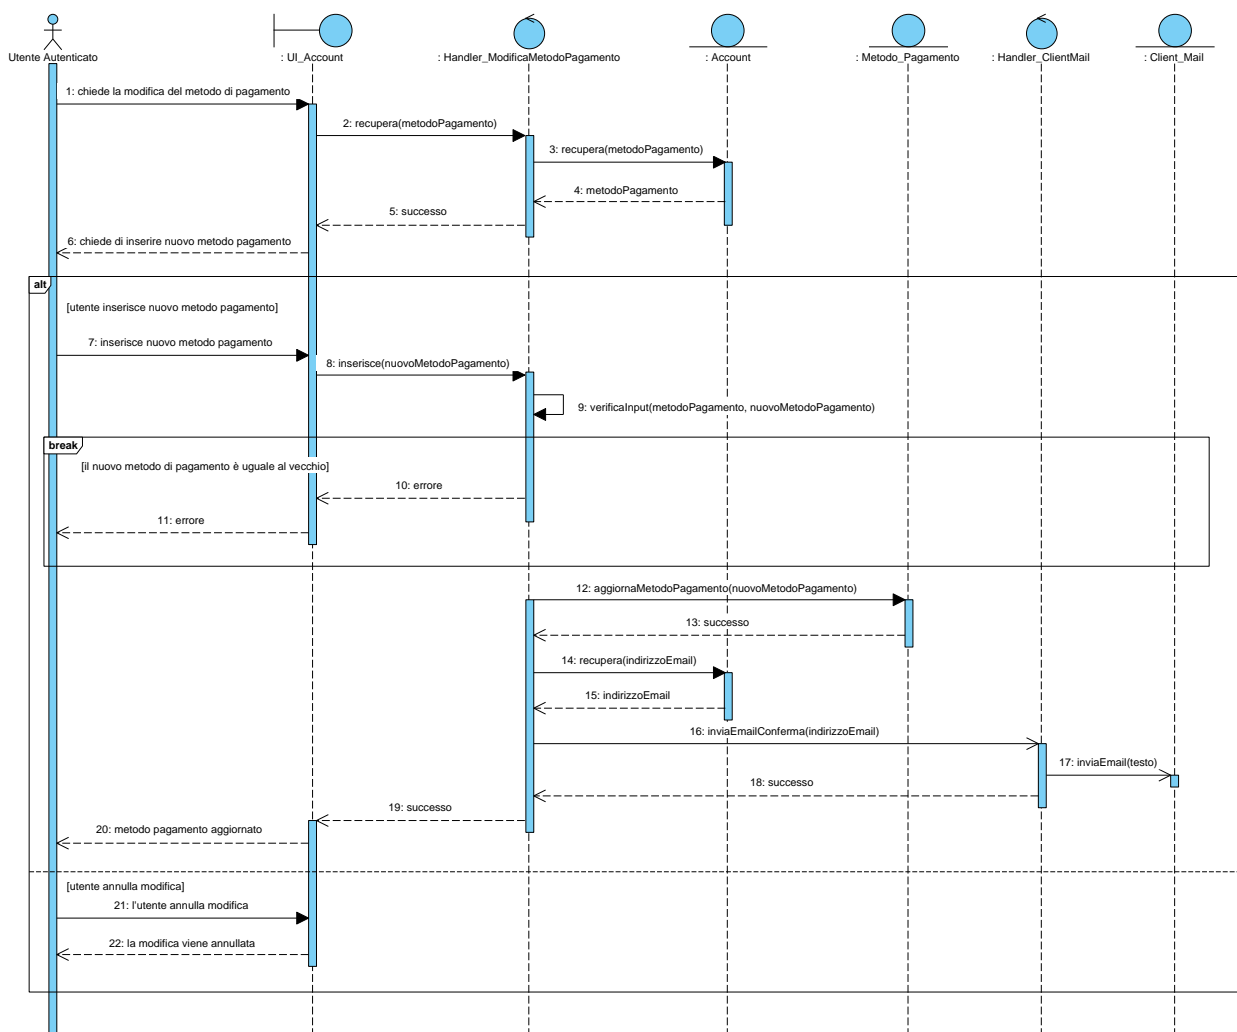 Utente Autenticato
: UI_Account
: Handler_ModificaMetodoPagamento
: Account
: Metodo_Pagamento
: Handler_ClientMail
: Client_Mail
1: chiede la modifica del metodo di pagamento
2: recupera(metodoPagamento)
3: recupera(metodoPagamento)
4: metodoPagamento
5: successo
6: chiede di inserire nuovo metodo pagamento
alt
[utente inserisce nuovo metodo pagamento]
7: inserisce nuovo metodo pagamento
8: inserisce(nuovoMetodoPagamento)
9: verificaInput(metodoPagamento, nuovoMetodoPagamento)
break
[il nuovo metodo di pagamento è uguale al vecchio]
10: errore
11: errore
12: aggiornaMetodoPagamento(nuovoMetodoPagamento)
13: successo
14: recupera(indirizzoEmail)
15: indirizzoEmail
16: inviaEmailConferma(indirizzoEmail)
17: inviaEmail(testo)
18: successo
19: successo
20: metodo pagamento aggiornato
[utente annulla modifica]
21: l'utente annulla modifica
22: la modifica viene annullata